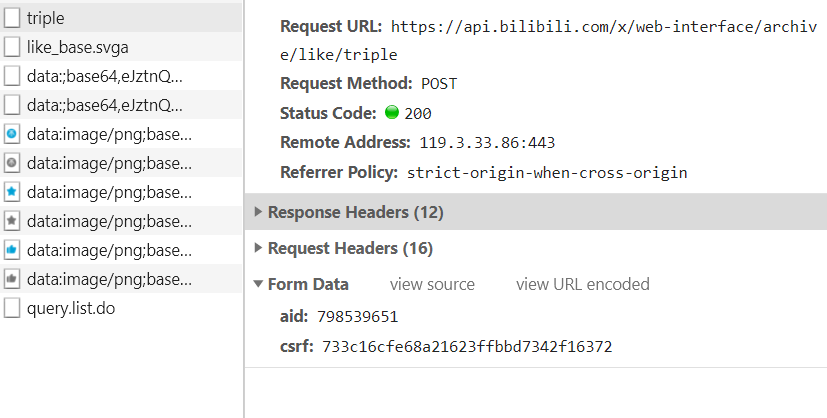 triple
like_base.svga
data:;base64,eJztnQ...
data:;base64,eJztnQ...
data:image/png;base...
data:image/png;base...
data:image/png;base...
data:image/png;base...
data:image/png;base...
data:image/png;base...
query.list.do
Request URL: https://api.bilibili.com/x/web-interface/archiv
e/like/triple
Request Method: POST
Status Code: 200
Remote Address: 119.3.33.86:443
Referrer Policy: strict-origin-when-cross-origin
Response Headers (12)
Request Headers (16)
Form Data view source view URL encoded
aid: 798539651
csrf: 733c16cfe68a21623ffbbd7342f16372